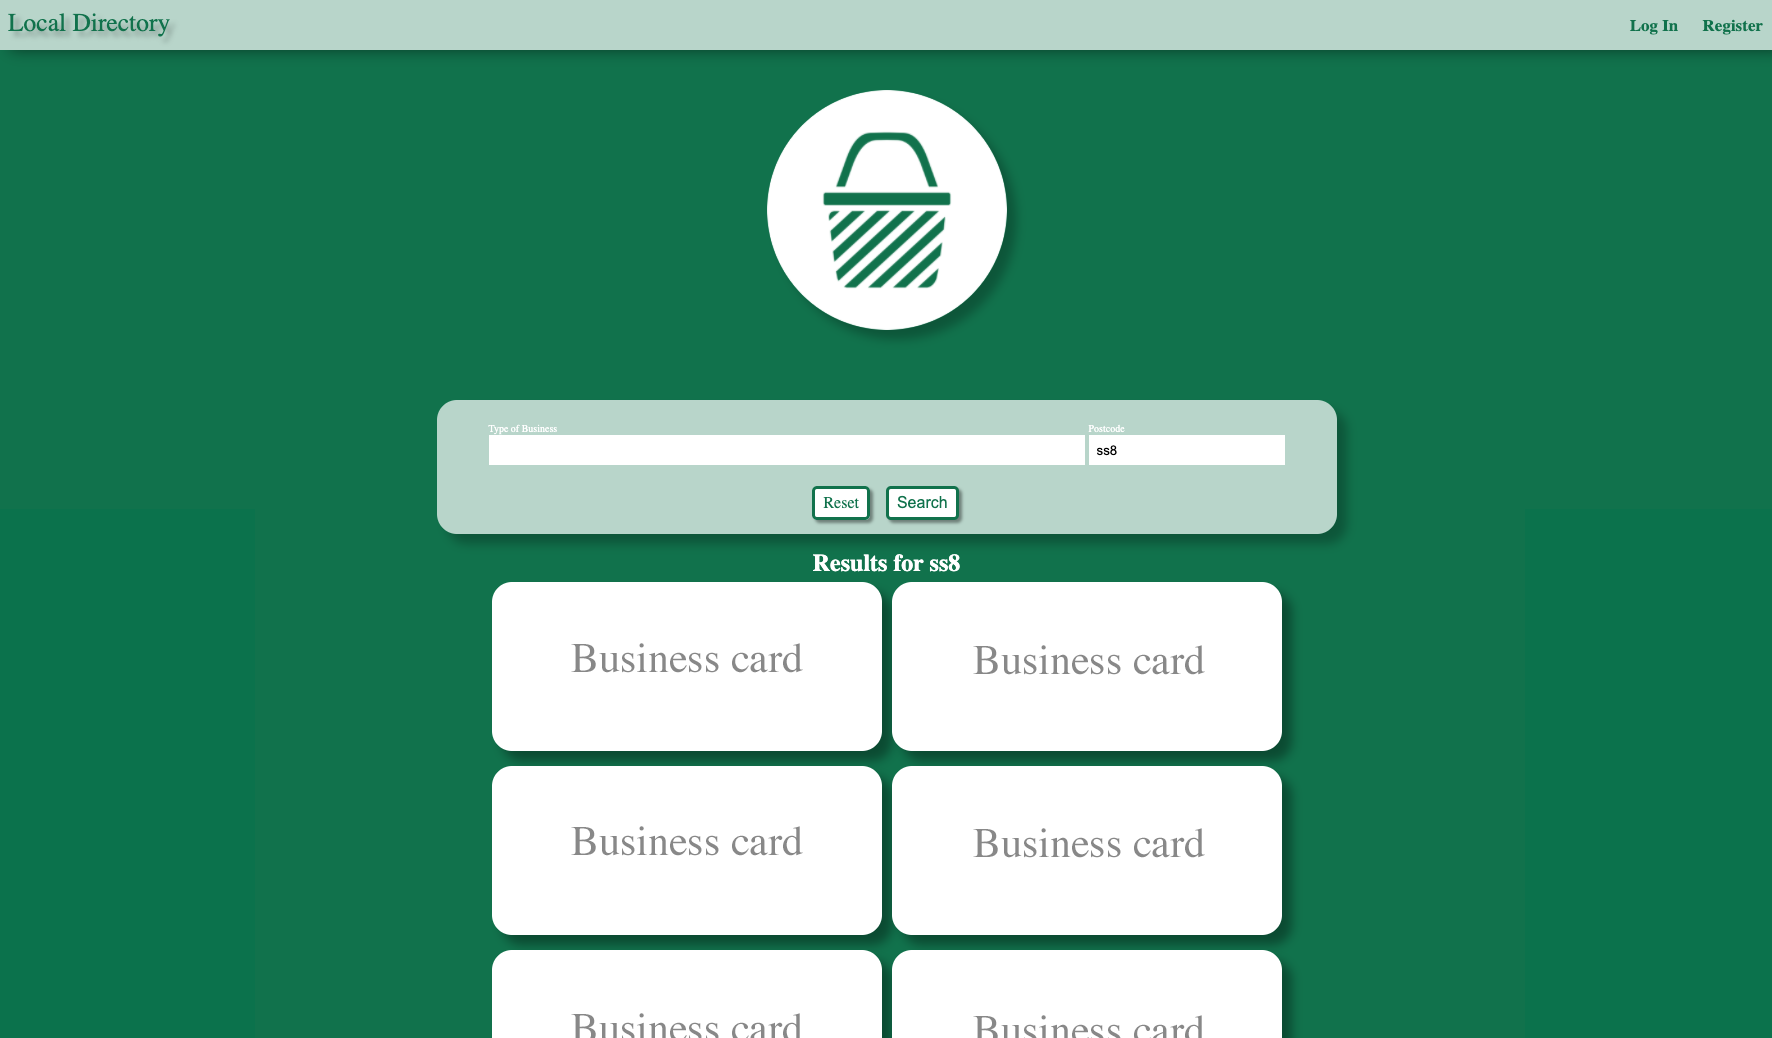 Local Directory
Log In
Register
Type of Business
Postcode
ss8
Reset
Search
Results for ss8
Business card
Business card
Business card
Business card
Business card
Business card